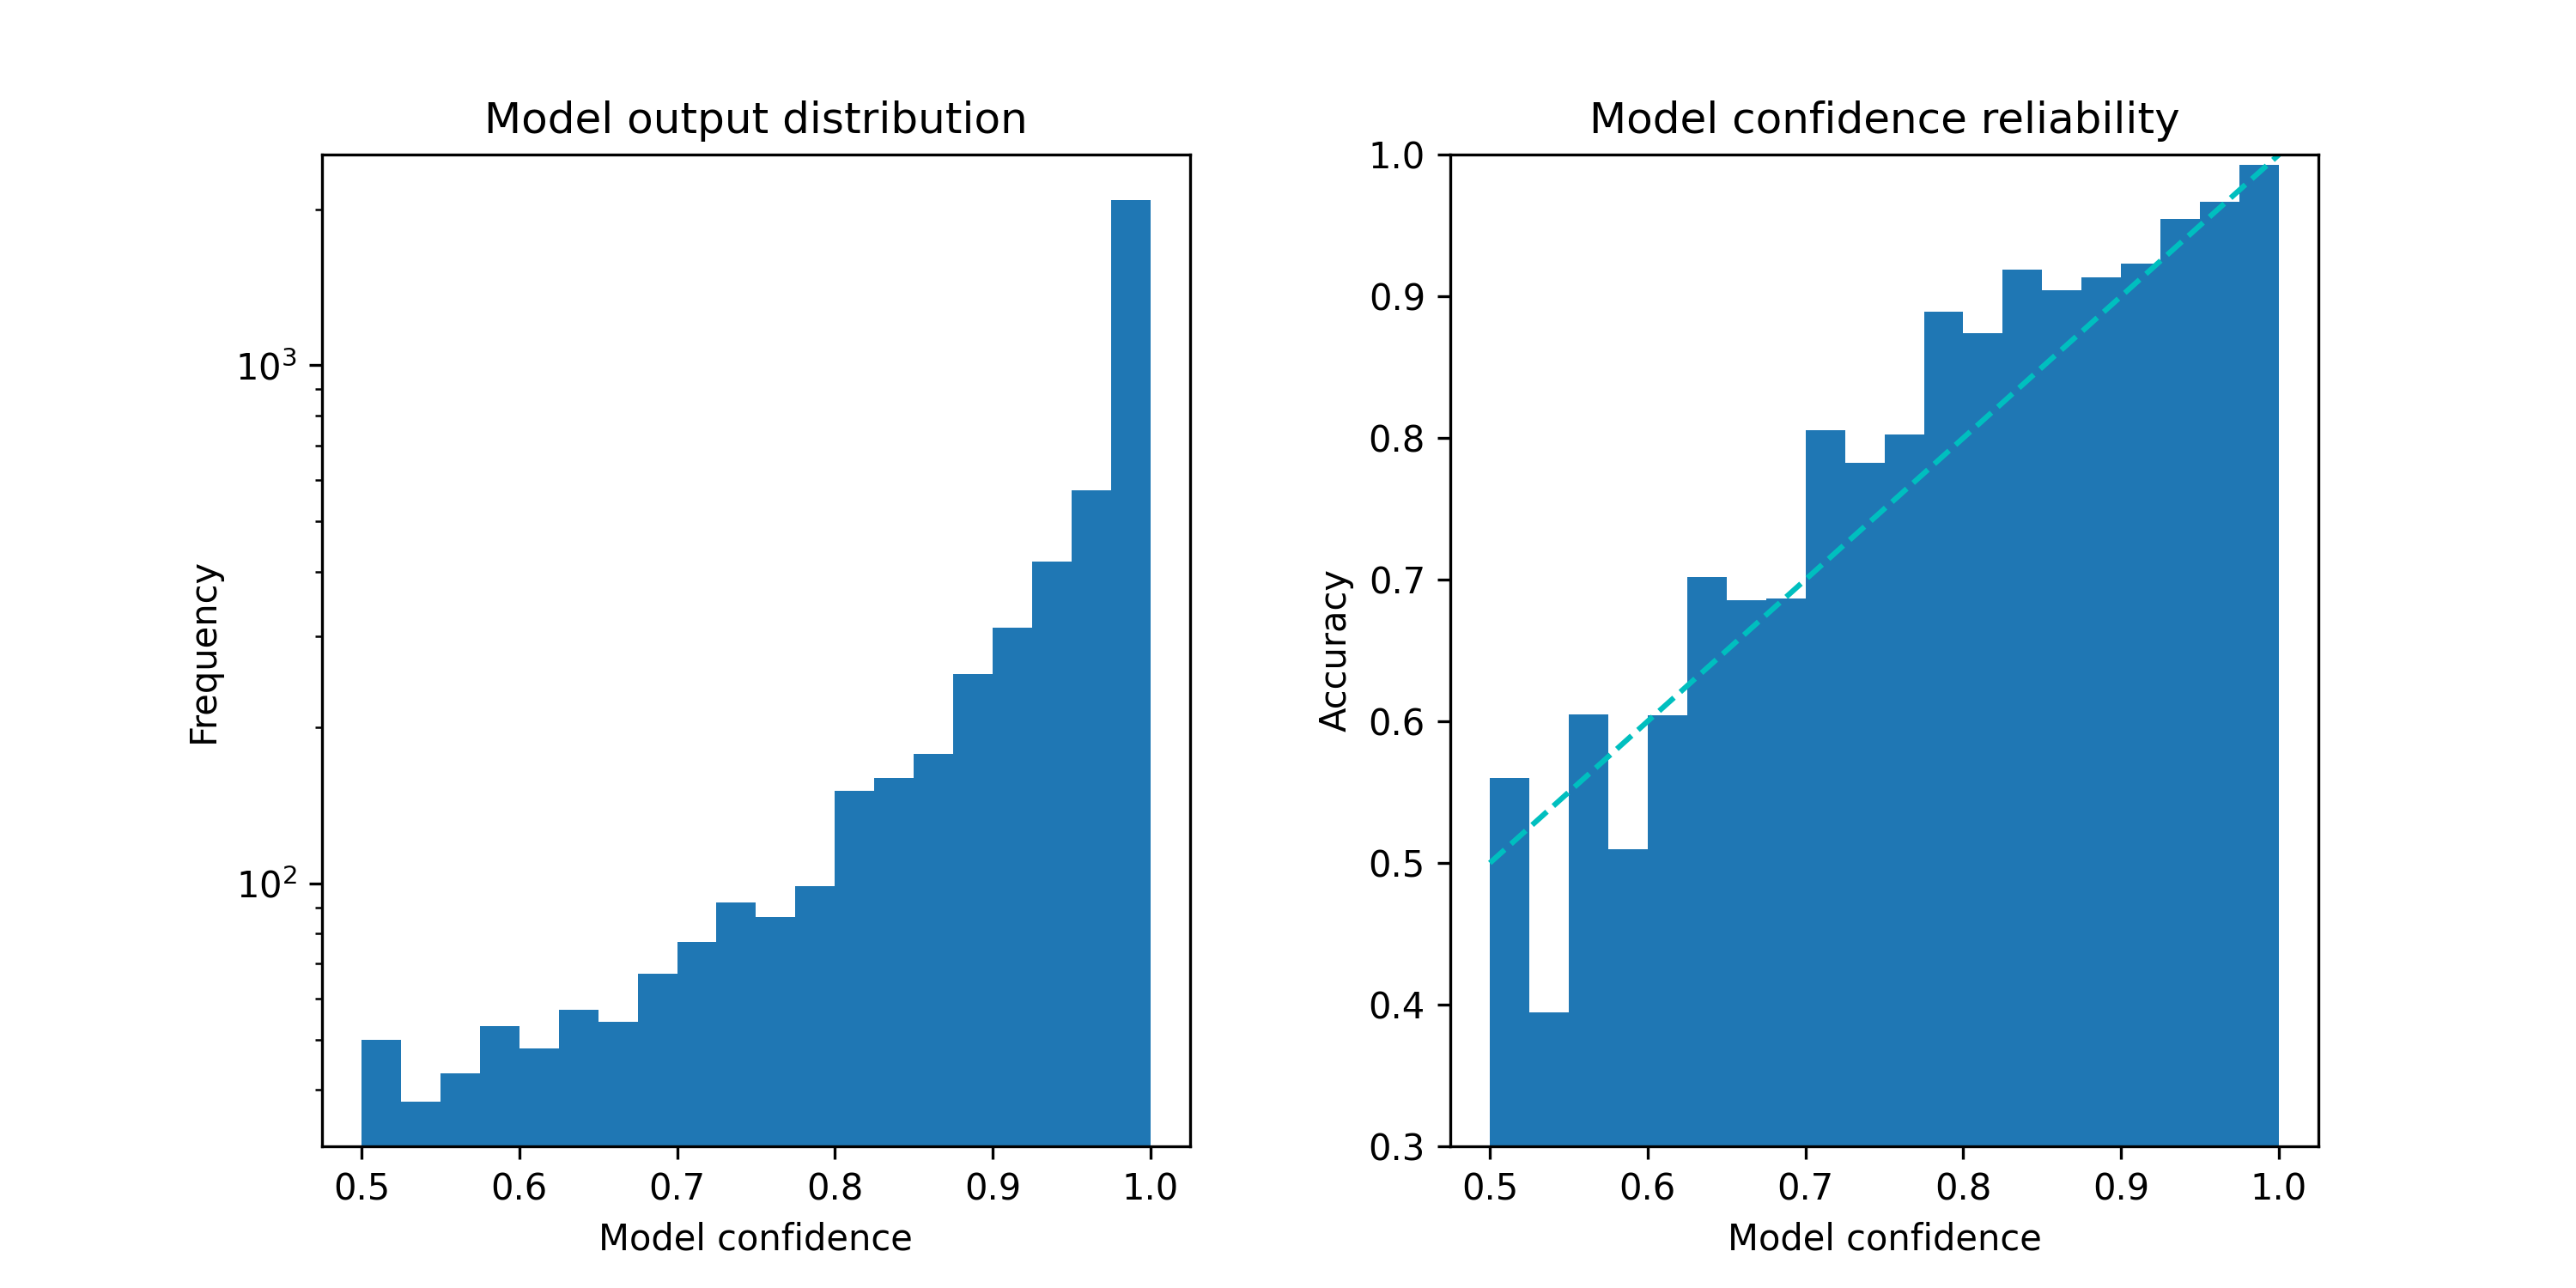 Model output distribution
Frequency
10³
10²
0.5 0.6 0.7 0.8 0.9 1.0
Model confidence
Model confidence reliability
Accuracy
1.0
0.9
0.8
0.7
0.6
0.5
0.4
0.3
0.5 0.6 0.7 0.8 0.9 1.0
Model confidence